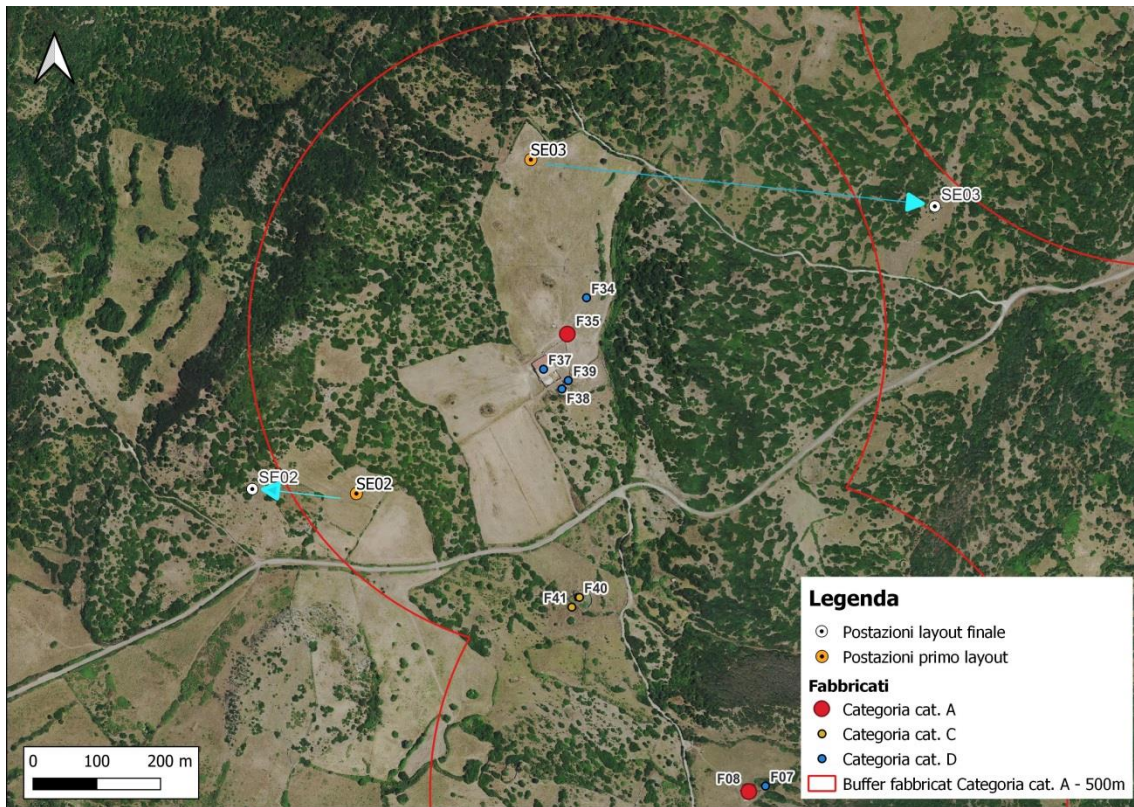 SE03
SE03
F34
F35
F37
F39
F38
SE02
SE02
F40
F41
F08
F07
Legenda
Postazioni layout finale
Postazioni primo layout
Fabbricati
Categoria cat. A
Categoria cat. C
Categoria cat. D
Buffer fabbricat Categoria cat. A - 500m
0 100 200 m